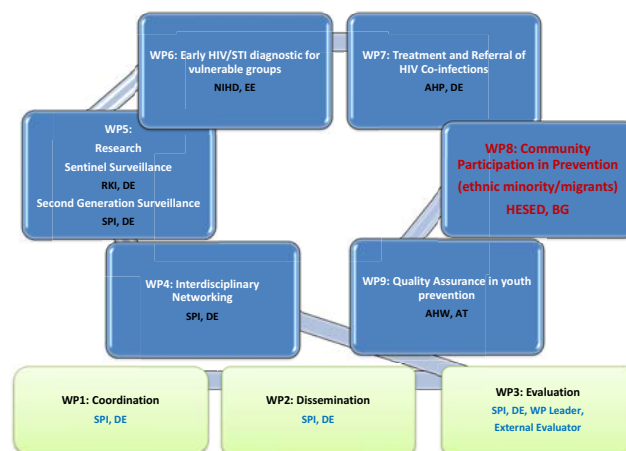 WP6: Early HIV/STI diagnostic for
vulnerable groups
NIHD, EE
WP7: Treatment and Referral of
HIV Co-infections
AHP, DE
WP5:
Research
Sentinel Surveillance
RKI, DE
Second Generation Surveillance
SPI, DE
WP8: Community
Participation in Prevention
(ethnic minority/migrants)
HESED, BG
WP4: Interdisciplinary
Networking
SPI, DE
WP9: Quality Assurance in youth
prevention
AHW, AT
WP1: Coordination
SPI, DE
WP2: Dissemination
SPI, DE
WP3: Evaluation
SPI, DE, WP Leader,
External Evaluator